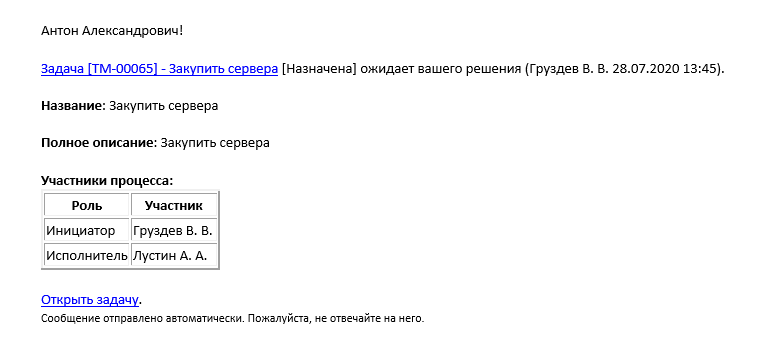 Антон Александрович!
Задача [TM-00065] - Закупить сервера [Назначена] ожидает вашего решения (Груздев В. В. 28.07.2020 13:45).
Название: Закупить сервера
Полное описание: Закупить сервера
Участники процесса:
Роль Участник
Инициатор Груздев В. В.
Исполнитель Лустин А. А.
Открыть задачу.
Сообщение отправлено автоматически. Пожалуйста, не отвечайте на него.